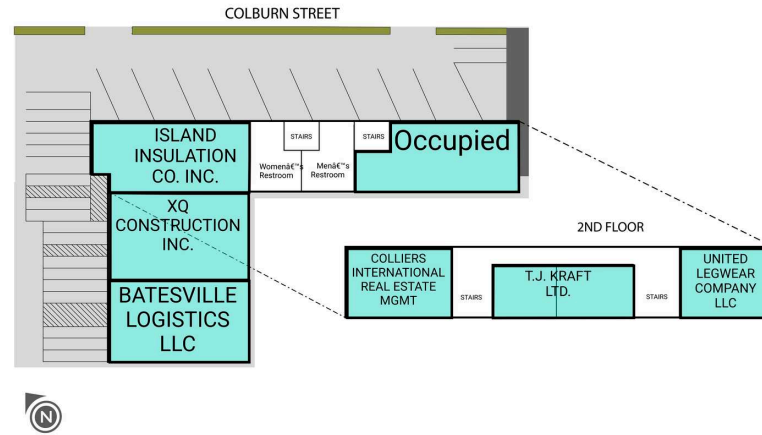 COLBURN STREET
ISLAND
INSULATION
CO. INC.
STAIRS
STAIRS
Occupied
Womenâ€™s
Restroom
Menâ€™s
Restroom
XQ
CONSTRUCTION
INC.
2ND FLOOR
COLLIERS
INTERNATIONAL
REAL ESTATE
MGMT
STAIRS
T.J. KRAFT
LTD.
STAIRS
UNITED
LEGWEAR
COMPANY
LLC
BATESVILLE
LOGISTICS
LLC
N